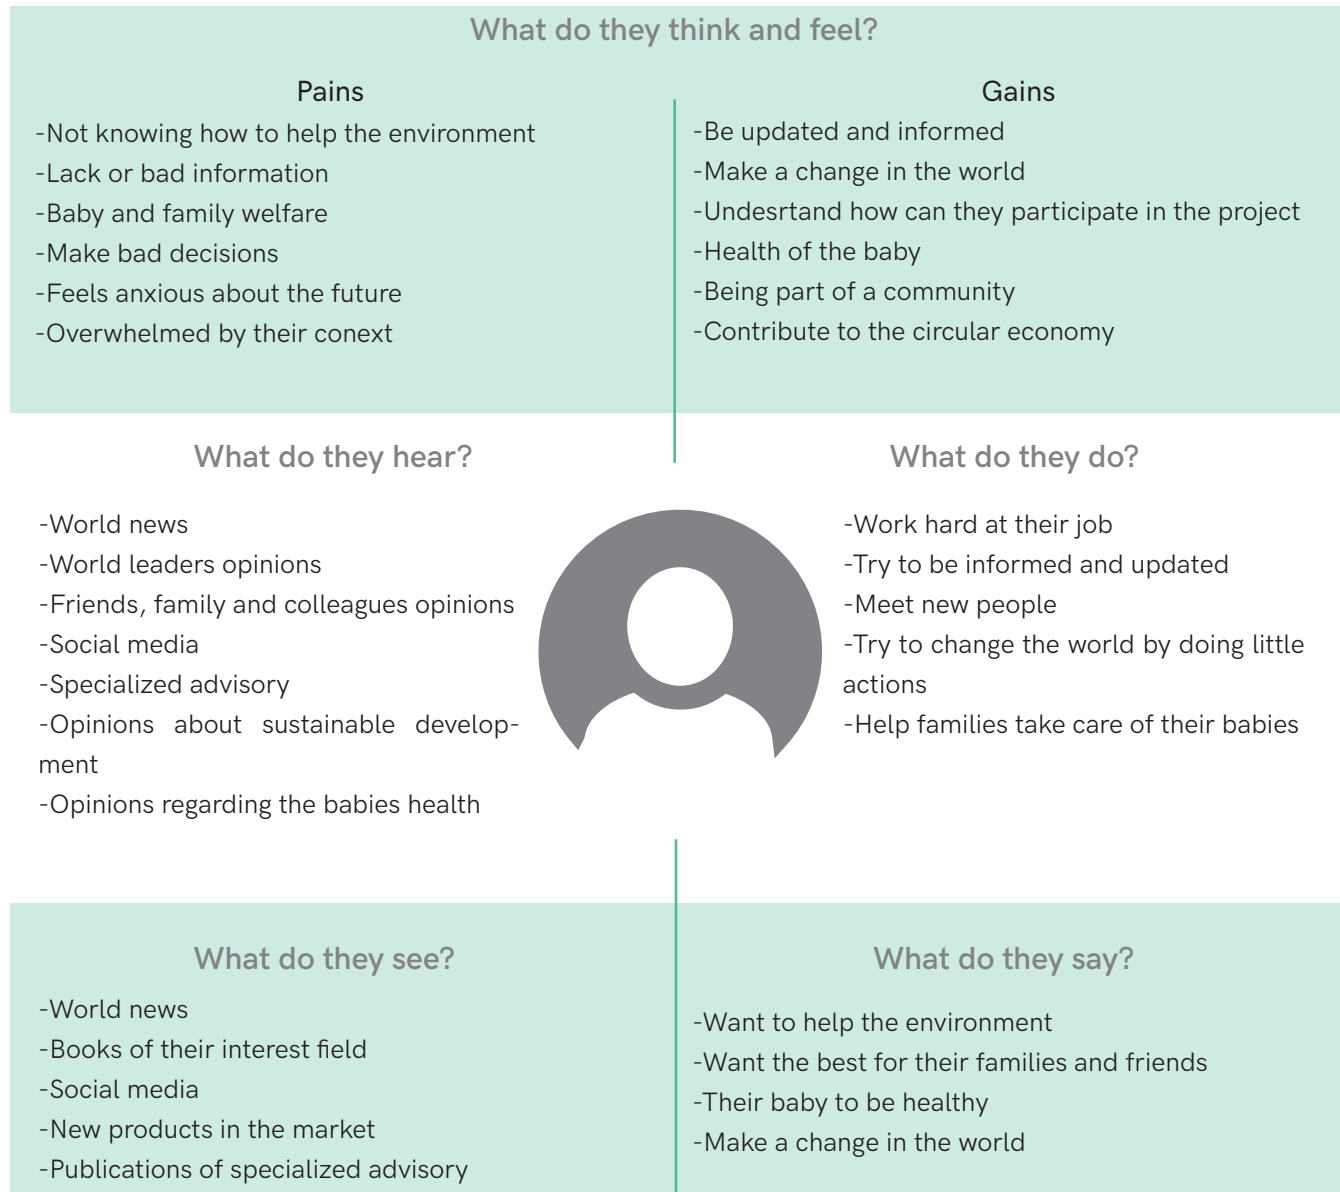 What do they think and feel?
Pains
-Not knowing how to help the environment
-Lack or bad information
-Baby and family welfare
-Make bad decisions
-Feels anxious about the future
-Overwhelmed by their conext
Gains
-Be updated and informed
-Make a change in the world
-Undesrtand how can they participate in the project
-Health of the baby
-Being part of a community
-Contribute to the circular economy
What do they hear?
-World news
-World leaders opinions
-Friends, family and colleagues opinions
-Social media
-Specialized advisory
-Opinions about sustainable develop-
ment
-Opinions regarding the babies health
What do they do?
-Work hard at their job
-Try to be informed and updated
-Meet new people
-Try to change the world by doing little
actions
-Help families take care of their babies
What do they see?
-World news
-Books of their interest field
-Social media
-New products in the market
-Publications of specialized advisory
What do they say?
-Want to help the environment
-Want the best for their families and friends
-Their baby to be healthy
-Make a change in the world